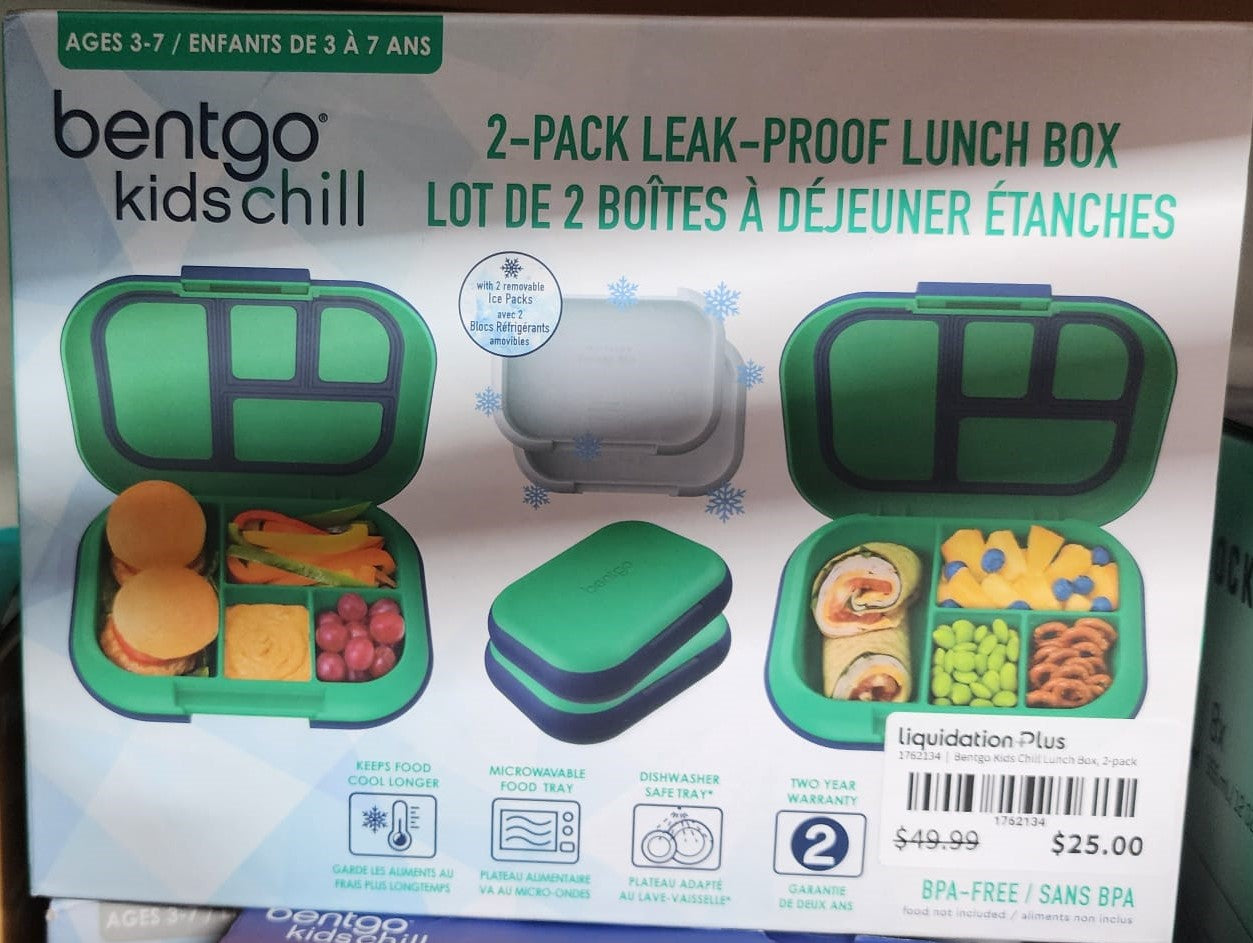 AGES 3-7 / ENFANTS DE 3 À 7 ANS
bentgo®
kids chill
2-PACK LEAK-PROOF LUNCH BOX
LOT DE 2 BOÎTES À DÉJEUNER ÉTANCHES
with 2 removable
Ice Packs
avec 2
Blocs Réfrigérants
amovibles
bentgo
KEEPS FOOD
COOL LONGER
GARDE LES ALIMENTS AU
FRAIS PLUS LONGTEMPS
MICROWAVABLE
FOOD TRAY
PLATEAU ALIMENTAIRE
VA AU MICRO-ONDES
DISHWASHER
SAFE TRAY*
PLATEAU ADAPTÉ
AU LAVE-VAISSELLE*
TWO YEAR
WARRANTY
2
GARANTIE
DE DEUX ANS
liquidation Plus
1762134 | Bentgo Kids Chill Lunch Box, 2-pack
1762134
$49.99 $25.00
BPA-FREE / SANS BPA
food not included / aliments non inclus
AGES 3-7 /
bentgo
kids chill